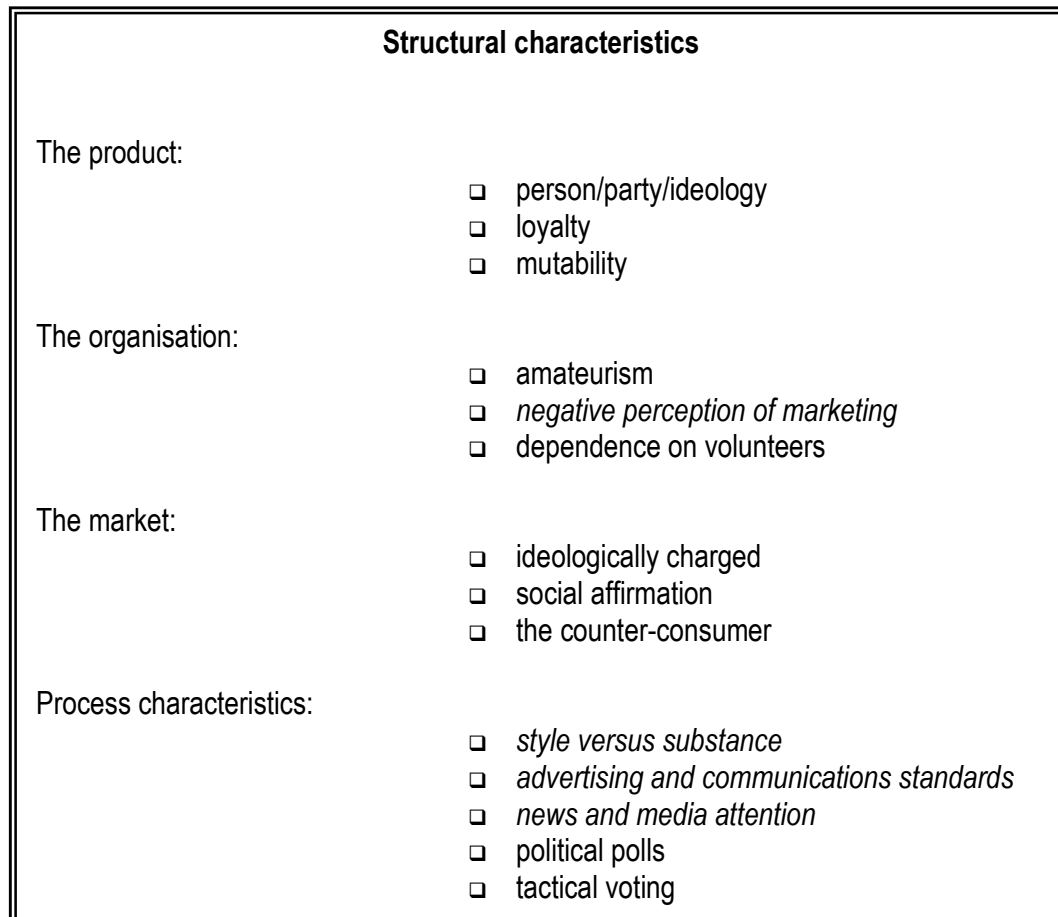 Structural characteristics
The product:
❑ person/party/ideology
❑ loyalty
❑ mutability
The organisation:
❑ amateurism
❑ negative perception of marketing
❑ dependence on volunteers
The market:
❑ ideologically charged
❑ social affirmation
❑ the counter-consumer
Process characteristics:
❑ style versus substance
❑ advertising and communications standards
❑ news and media attention
❑ political polls
❑ tactical voting